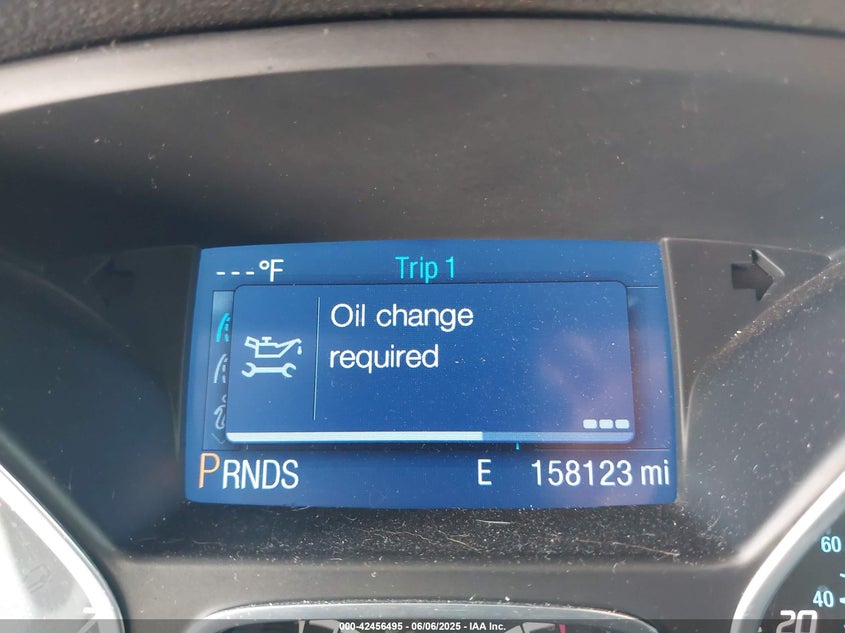 ---°F Trip 1
Oil change
required
PRNDS E 158123 mi
60
40
20
000-42456495 - 06/06/2025 - IAA Inc.